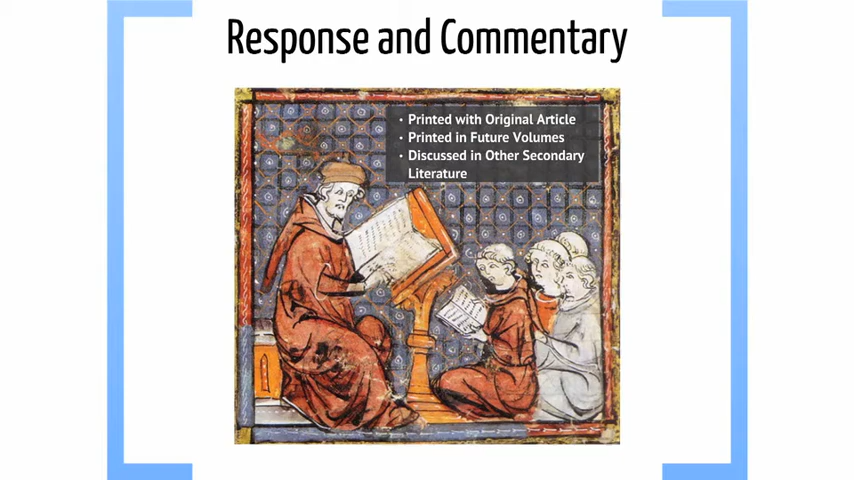 Response and Commentary
· Printed with Original Article
· Printed in Future Volumes
· Discussed in Other Secondary
Literature